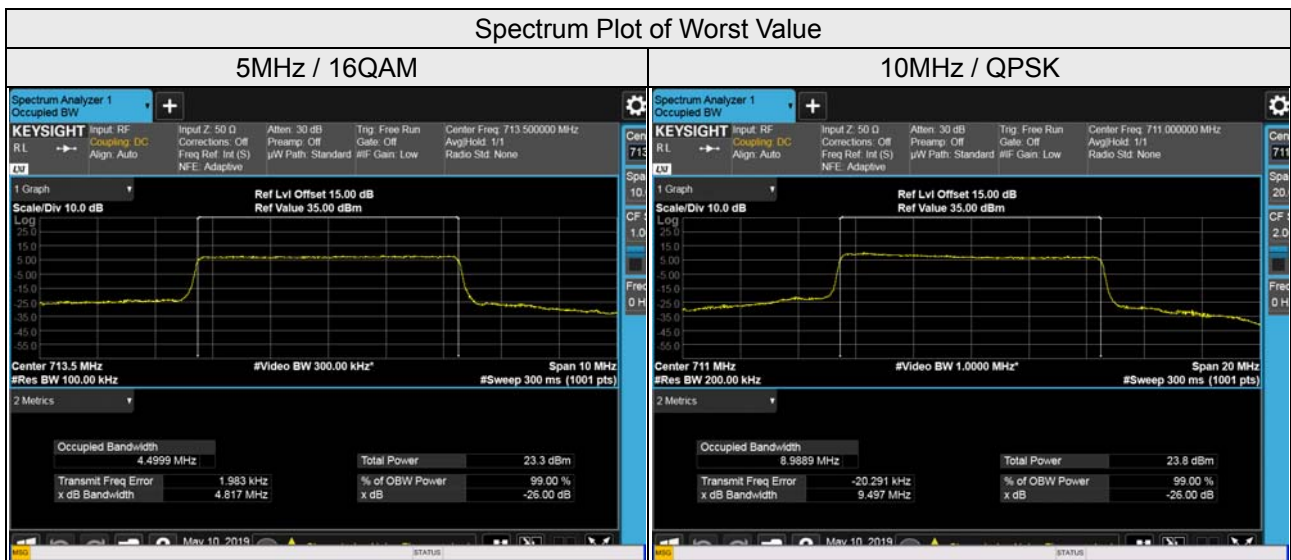 Spectrum Plot of Worst Value
5MHz / 16QAM
10MHz / QPSK
Spectrum Analyzer 1
Occupied BW
KEYSIGHT
RL
LXI
Input: RF
Coupling: DC
Align: Auto
Input Z: 50 Ω
Corrections: Off
Freq Ref: Int (S)
NFE: Adaptive
Atten: 30 dB
Preamp: Off
µW Path: Standard
Trig: Free Run
Gate: Off
#IF Gain: Low
Center Freq: 713.500000 MHz
Avg|Hold: 1/1
Radio Std: None
1 Graph
Scale/Div 10.0 dB
Ref Lvl Offset 15.00 dB
Ref Value 35.00 dBm
Log
25.0
15.0
5.00
-5.00
-15.0
-25.0
-35.0
-45.0
-55.0
Center 713.5 MHz
#Res BW 100.00 kHz
#Video BW 300.00 kHz*
Span 10 MHz
#Sweep 300 ms (1001 pts)
2 Metrics
Occupied Bandwidth
4.4999 MHz
Transmit Freq Error 1.983 kHz
x dB Bandwidth 4.817 MHz
Total Power 23.3 dBm
% of OBW Power 99.00 %
x dB -26.00 dB
May 10, 2019
MSG
STATUS
Spectrum Analyzer 1
Occupied BW
KEYSIGHT
RL
LXI
Input: RF
Coupling: DC
Align: Auto
Input Z: 50 Ω
Corrections: Off
Freq Ref: Int (S)
NFE: Adaptive
Atten: 30 dB
Preamp: Off
µW Path: Standard
Trig: Free Run
Gate: Off
#IF Gain: Low
Center Freq: 711.000000 MHz
Avg|Hold: 1/1
Radio Std: None
1 Graph
Scale/Div 10.0 dB
Ref Lvl Offset 15.00 dB
Ref Value 35.00 dBm
Log
25.0
15.0
5.00
-5.00
-15.0
-25.0
-35.0
-45.0
-55.0
Center 711 MHz
#Res BW 200.00 kHz
#Video BW 1.0000 MHz*
Span 20 MHz
#Sweep 300 ms (1001 pts)
2 Metrics
Occupied Bandwidth
8.9889 MHz
Transmit Freq Error -20.291 kHz
x dB Bandwidth 9.497 MHz
Total Power 23.8 dBm
% of OBW Power 99.00 %
x dB -26.00 dB
May 10, 2019
MSG
STATUS